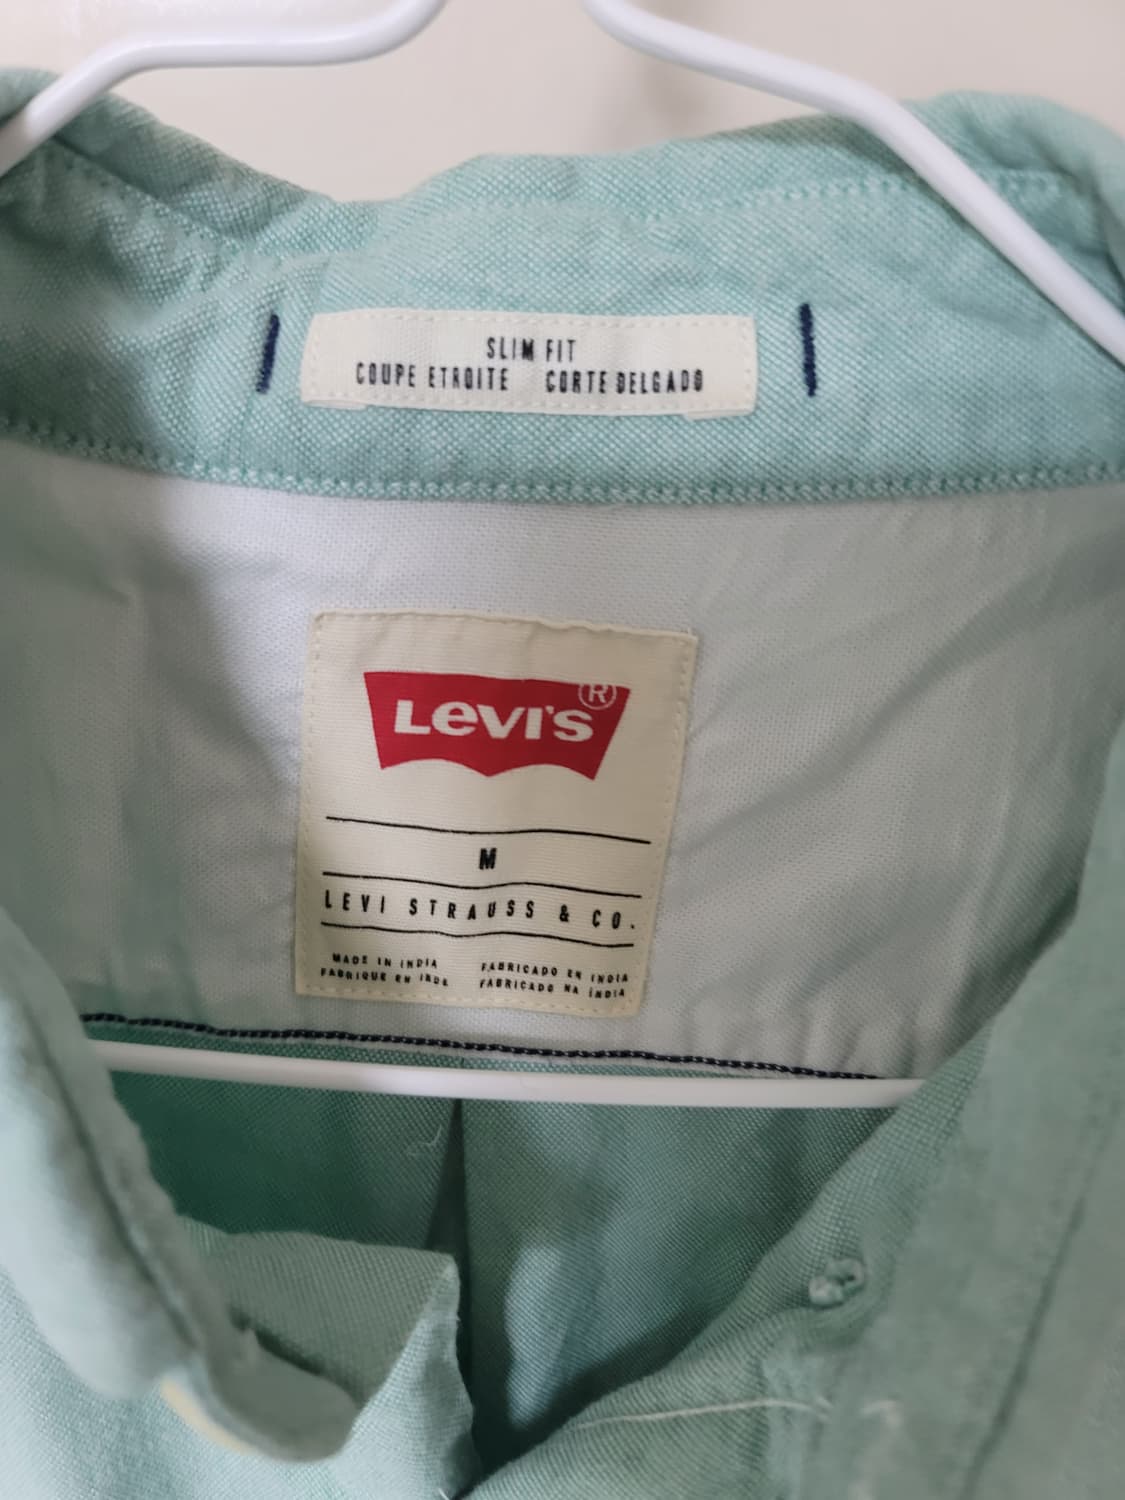 SLIM FIT
COUPE ETROITE CORTE DELGADO
Levi's®
M
LEVI STRAUSS & CO.
MADE IN INDIA FABRICADO EN INDIA
FABRIQUE EN INDE FABRICADO NA ÍNDIA